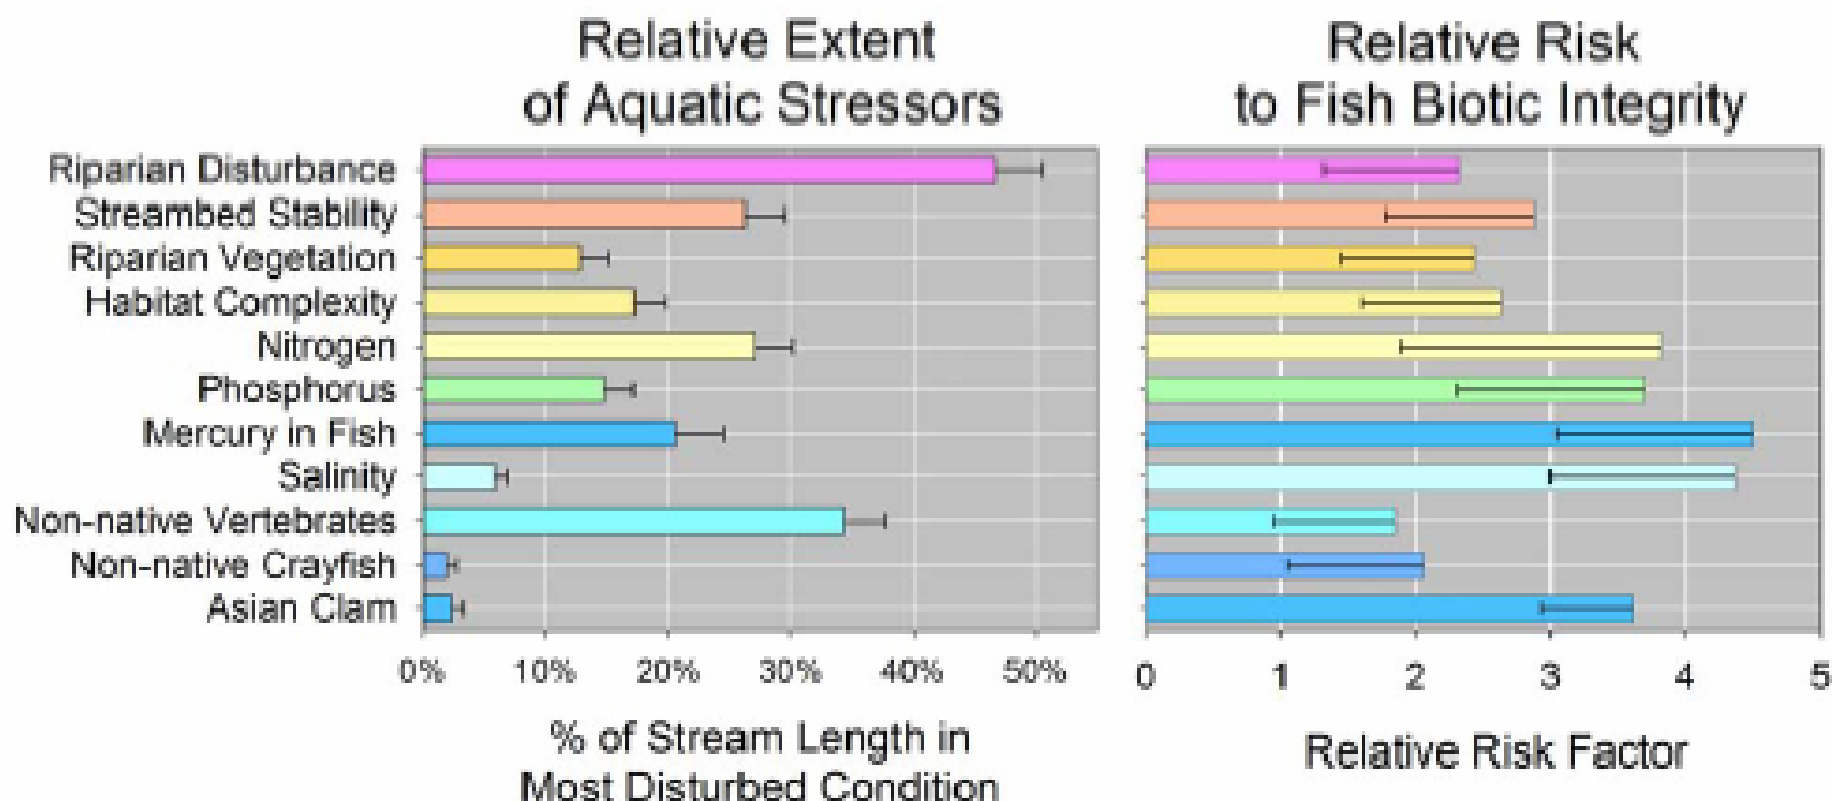 Relative Extent
of Aquatic Stressors
Relative Risk
to Fish Biotic Integrity
Riparian Disturbance
Streambed Stability
Riparian Vegetation
Habitat Complexity
Nitrogen
Phosphorus
Mercury in Fish
Salinity
Non-native Vertebrates
Non-native Crayfish
Asian Clam
0% 10% 20% 30% 40% 50%
0 1 2 3 4 5
% of Stream Length in
Most Disturbed Condition
Relative Risk Factor